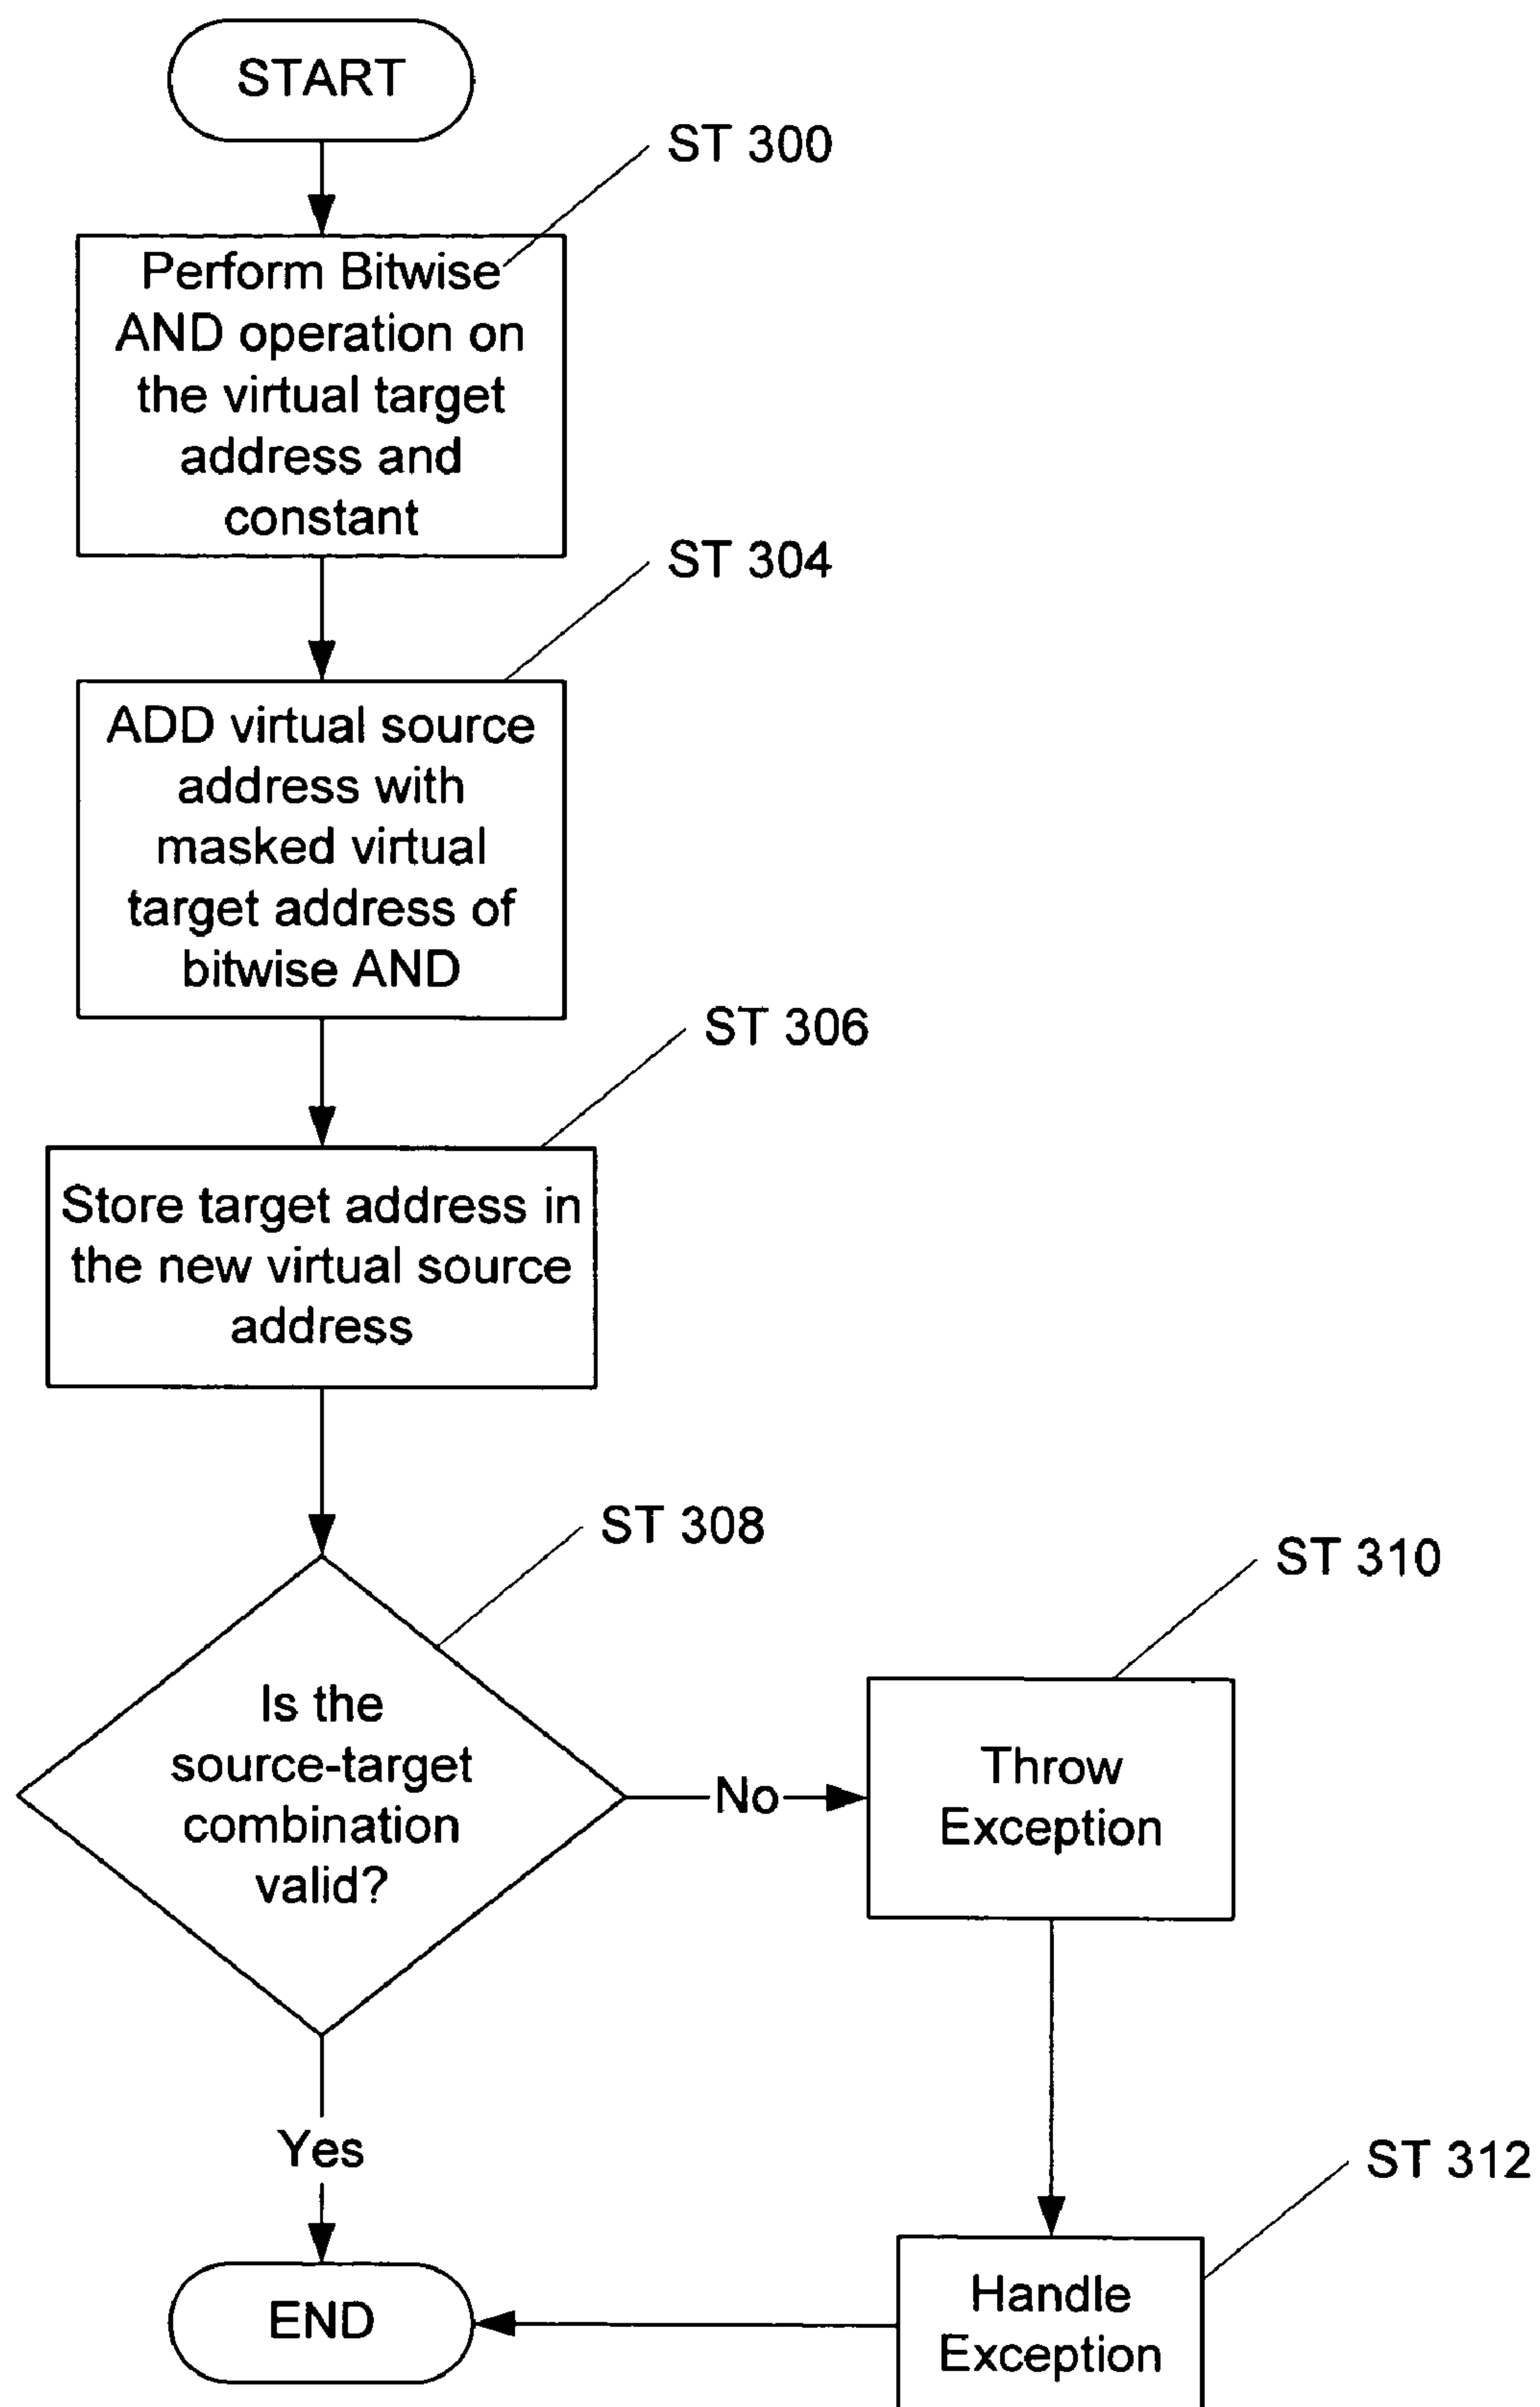 START
ST 300
Perform Bitwise
AND operation on
the virtual target
address and
constant
ST 304
ADD virtual source
address with
masked virtual
target address of
bitwise AND
ST 306
Store target address in
the new virtual source
address
ST 308
Is the
source-target
combination
valid?
No
ST 310
Throw
Exception
Yes
ST 312
Handle
Exception
END